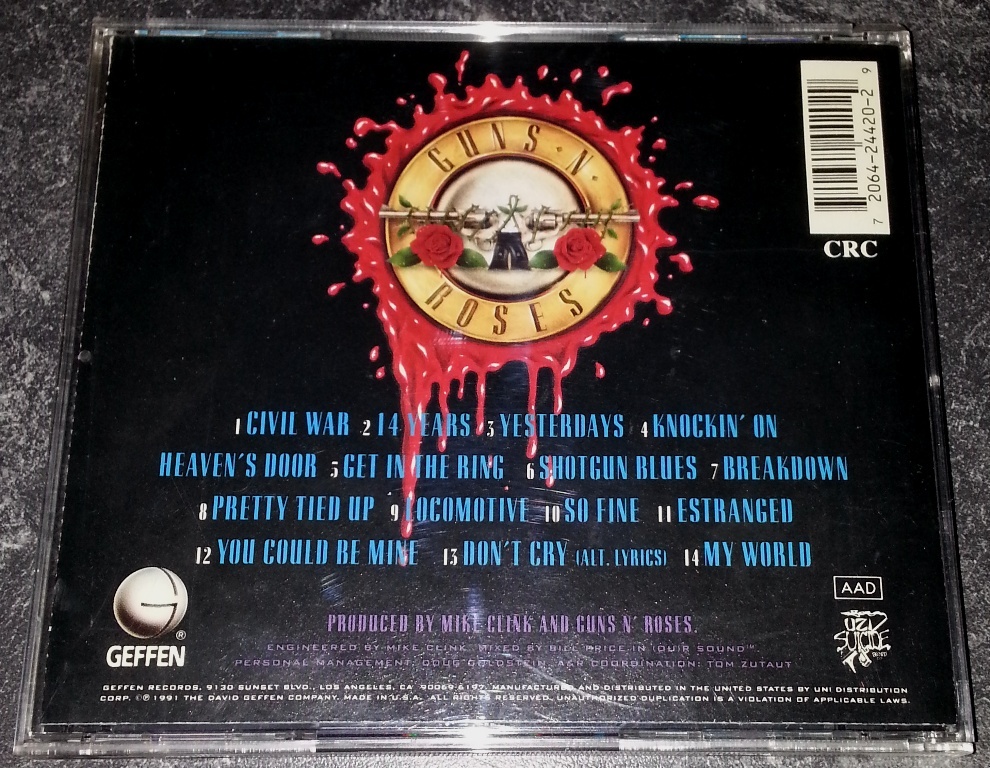 GUNS N'
ROSES
7 2064-24420-2 9
CRC
1 CIVIL WAR 2 14 YEARS 3 YESTERDAYS 4 KNOCKIN' ON
HEAVEN'S DOOR 5 GET IN THE RING 6 SHOTGUN BLUES 7 BREAKDOWN
8 PRETTY TIED UP 9 LOCOMOTIVE 10 SO FINE 11 ESTRANGED
12 YOU COULD BE MINE 13 DON'T CRY (ALT. LYRICS) 14 MY WORLD
AAD
UZI
SUICIDE
GEFFEN
®
PRODUCED BY MIKE CLINK AND GUNS N' ROSES.
ENGINEERED BY MIKE CLINK. MIXED BY BILL PRICE IN (OUR SOUND™.
PERSONAL MANAGEMENT: DOUG GOLDSTEIN. A&R COORDINATION: TOM ZUTAUT
GEFFEN RECORDS, 9130 SUNSET BLVD., LOS ANGELES, CA 90069-6197. MANUFACTURED AND DISTRIBUTED IN THE UNITED STATES BY UNI DISTRIBUTION
CORP. ©℗ 1991 THE DAVID GEFFEN COMPANY. MADE IN U.S.A. ALL RIGHTS RESERVED. UNAUTHORIZED DUPLICATION IS A VIOLATION OF APPLICABLE LAWS.